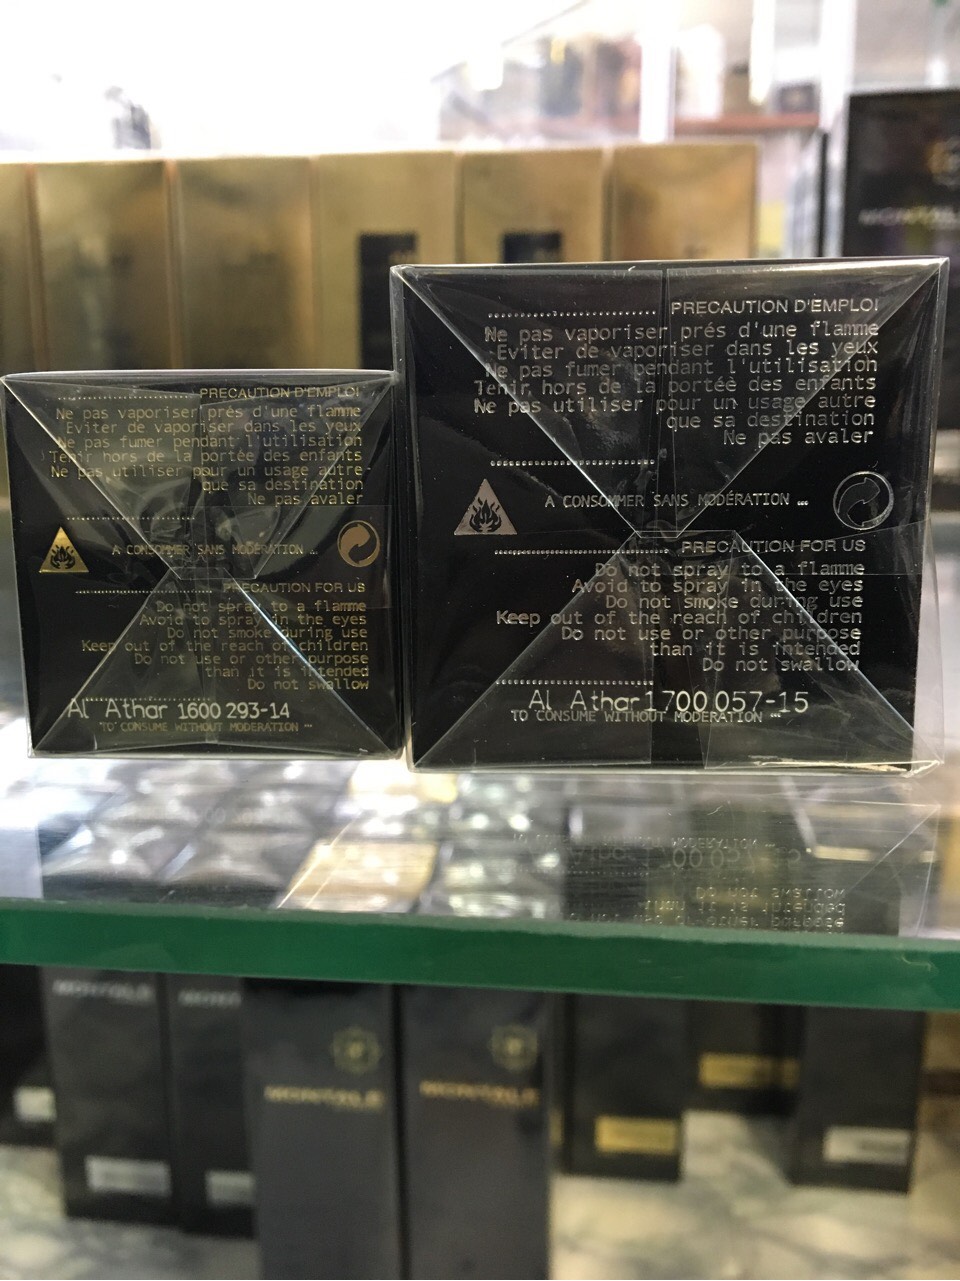 PRECAUTION D'EMPLOI
Ne pas vaporiser prés d'une flamme
Eviter de vaporiser dans les yeux
Ne pas fumer pendant l'utilisation
Tenir hors de la portée des enfants
Ne pas utiliser pour un usage autre
que sa destination
Ne pas avaler
A CONSOMMER SANS MODÉRATION ...
PRECAUTION FOR US
Do not spray to a flamme
Avoid to spray in the eyes
Do not smoke during use
Keep out of the reach of children
Do not use or other purpose
than it is intended
Do not swallow
Al Athar 1600 293-14
TO CONSUME WITHOUT MODERATION ...
PRECAUTION D'EMPLOI
Ne pas vaporiser prés d'une flamme
Eviter de vaporiser dans les yeux
Ne pas fumer pendant l'utilisation
Tenir hors de la portéè des enfants
Ne pas utiliser pour un usage autre
que sa destination
Ne pas avaler
A CONSOMMER SANS MODÉRATION ...
PRECAUTION FOR US
Do not spray to a flamme
Avoid to spray in the eyes
Do not smoke during use
Keep out of the reach of children
Do not use or other purpose
than it is intended
Do not swallow
Al Athar 1700 057-15
TO CONSUME WITHOUT MODERATION ...
MONTALE
MONTALE
MONTALE
MONTALE